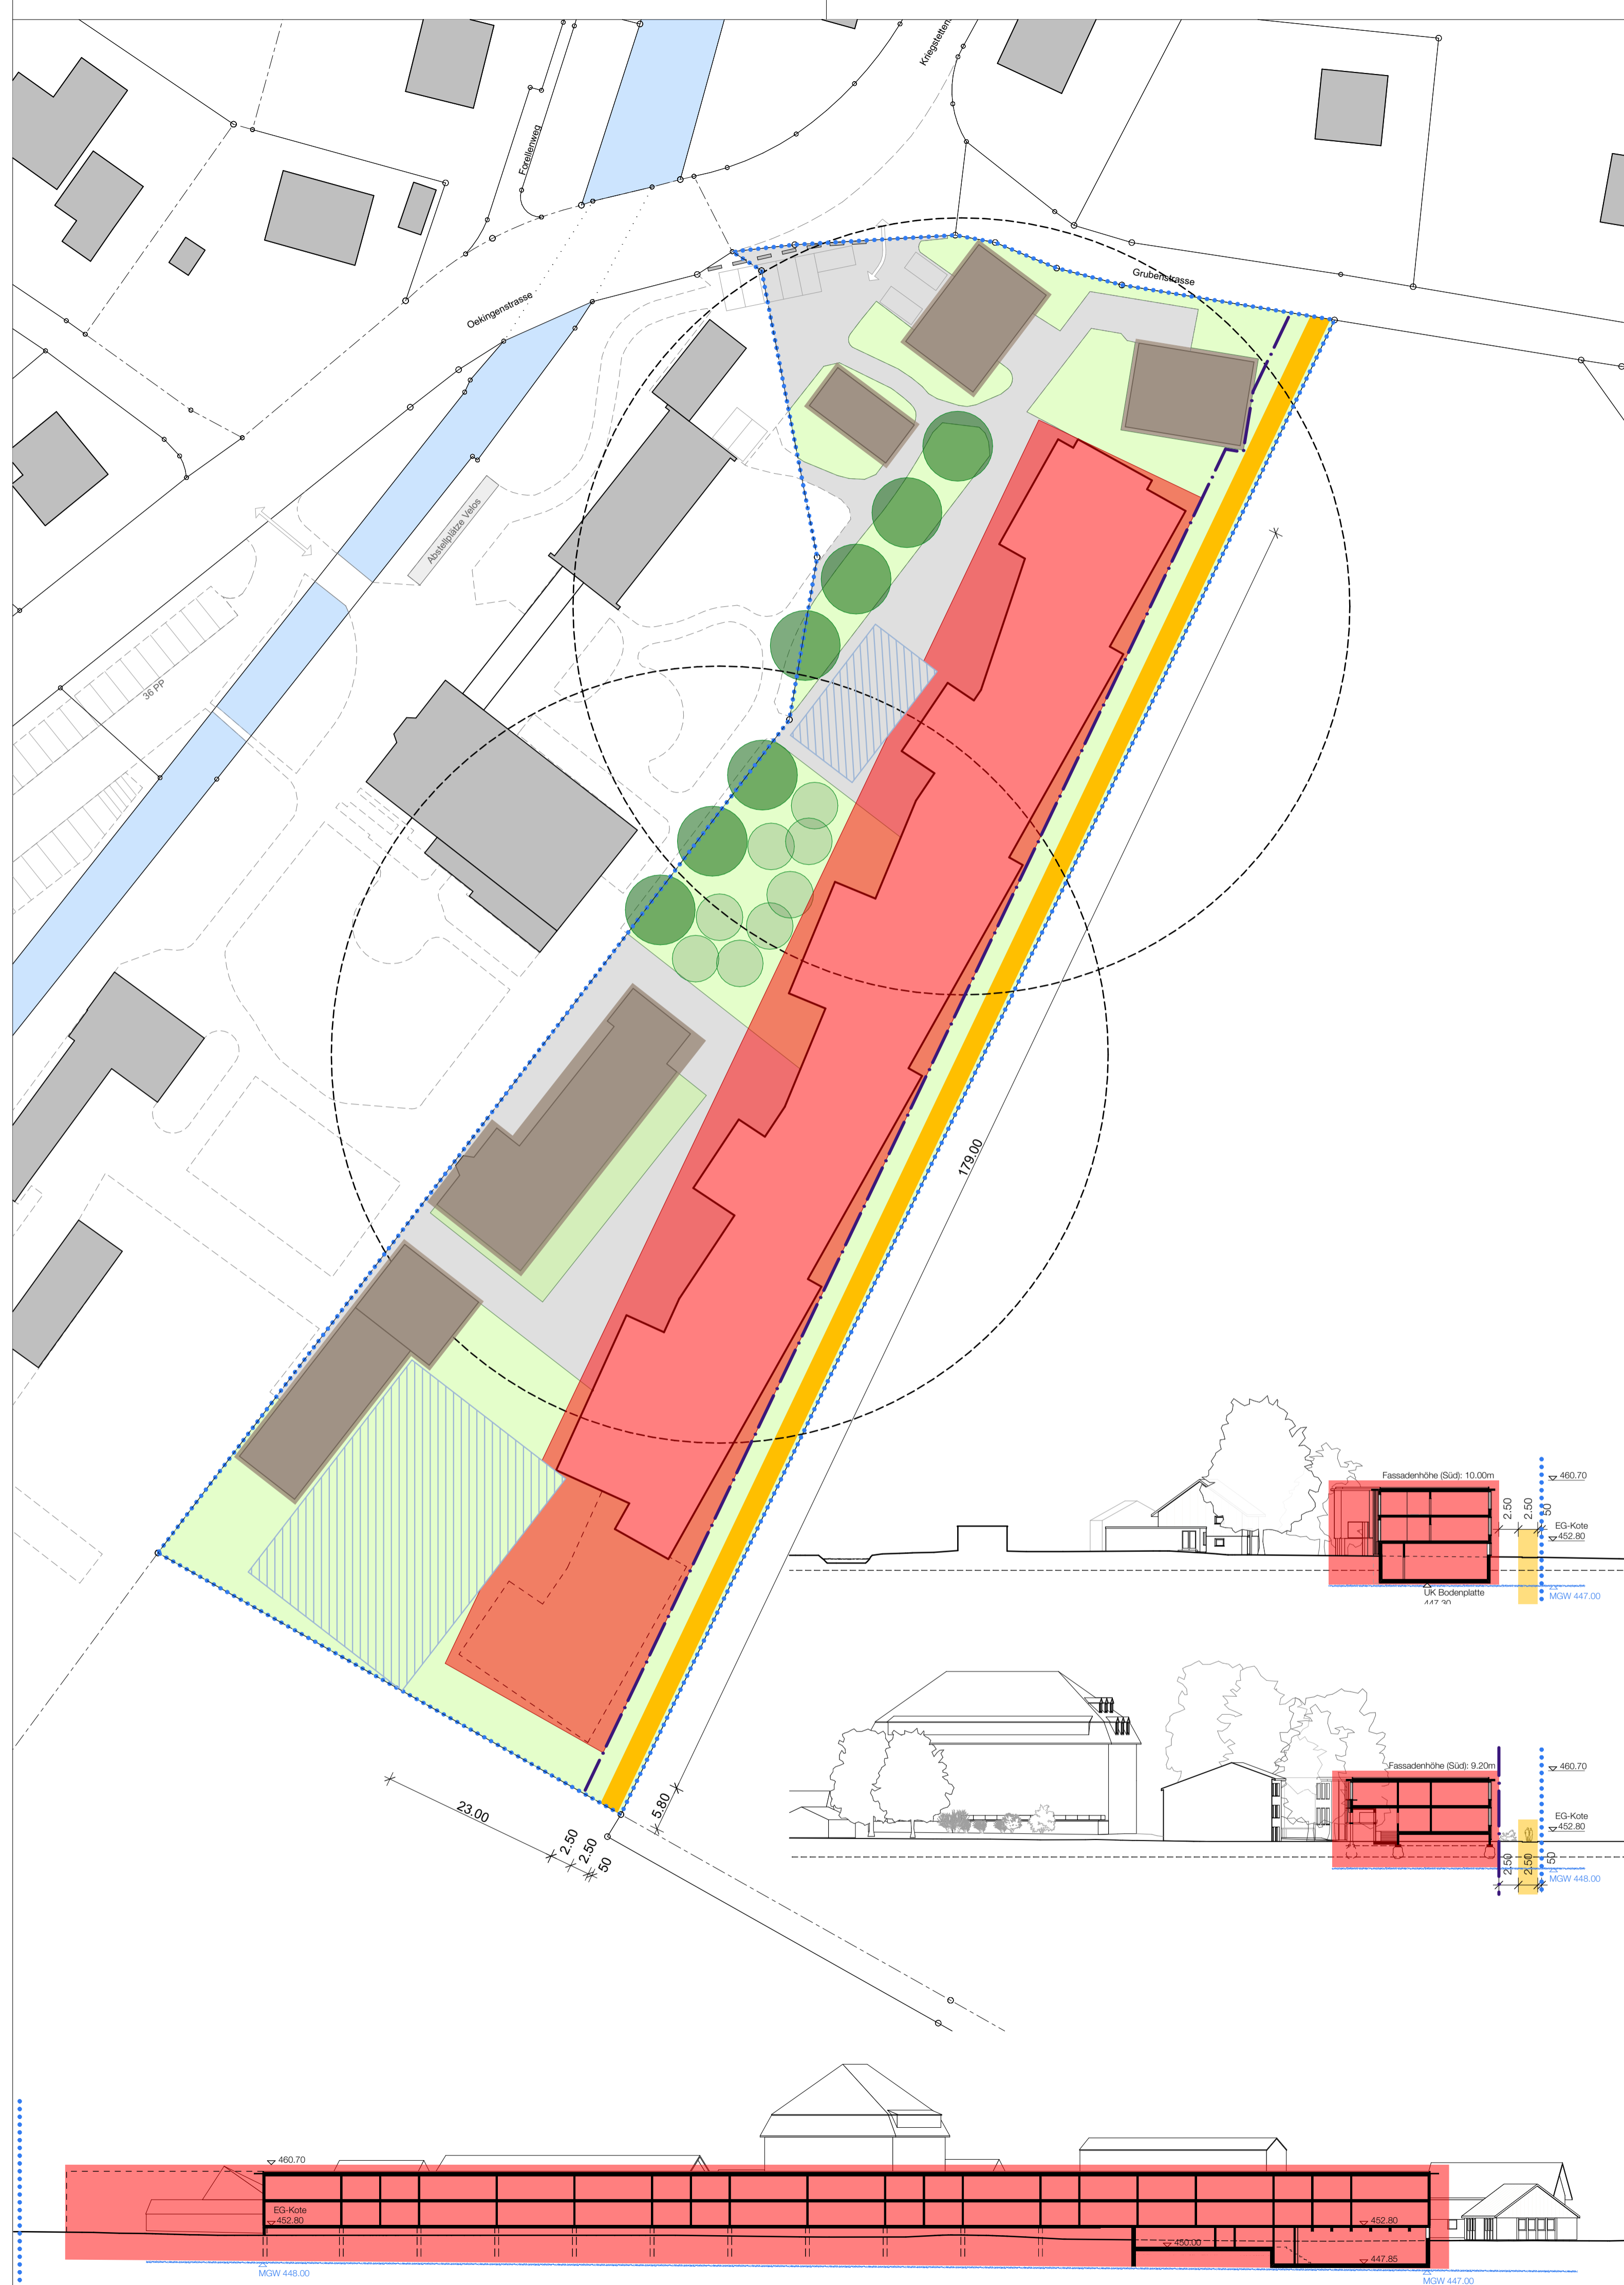 Kriegstetten
Forellenweg
Grubenstrasse
Oekingenstrasse
Abstellplätze Velos
36 PP
179.00
23.00
2.50
2.50
50
5.80
Fassadenhöhe (Süd): 10.00m
460.70
2.50
2.50
50
EG-Kote
452.80
UK Bodenplatte
447.30
MGW 447.00
Fassadenhöhe (Süd): 9.20m
460.70
EG-Kote
452.80
2.50
2.50
50
MGW 448.00
460.70
EG-Kote
452.80
452.80
450.00
447.85
MGW 448.00
MGW 447.00